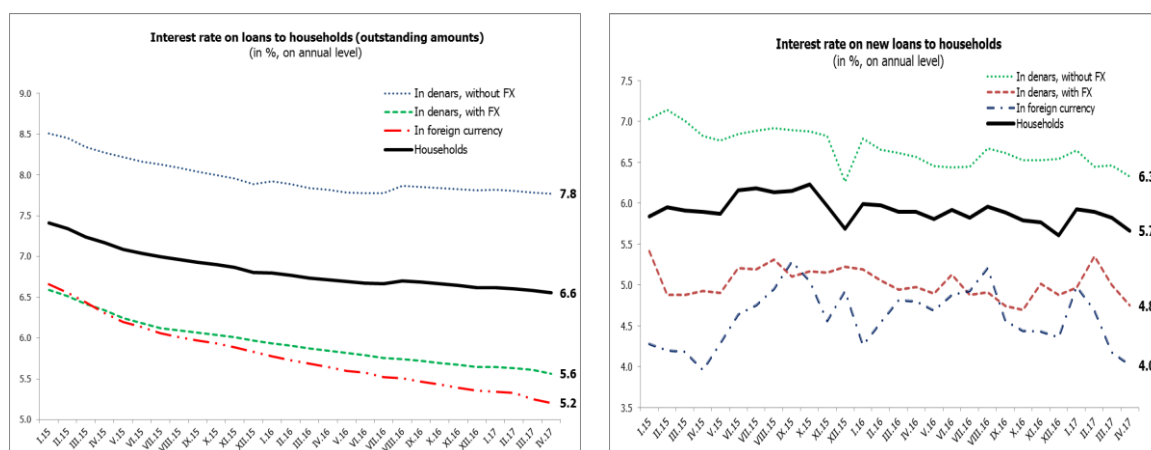 Interest rate on loans to households (outstanding amounts)
(in %, on annual level)
In denars, without FX
In denars, with FX
In foreign currency
Households
9.0
8.5
8.0
7.5
7.0
6.5
6.0
5.5
5.0
7.8
6.6
5.6
5.2
I.15
II.15
III.15
IV.15
V.15
VI.15
VII.15
VIII.15
IX.15
X.15
XI.15
XII.15
I.16
II.16
III.16
IV.16
V.16
VI.16
VII.16
VIII.16
IX.16
X.16
XI.16
XII.16
I.17
II.17
III.17
IV.17
Interest rate on new loans to households
(in %, on annual level)
In denars, without FX
In denars, with FX
In foreign currency
Households
7.5
7.0
6.5
6.0
5.5
5.0
4.5
4.0
3.5
6.3
5.7
4.8
4.0
I.15
II.15
III.15
IV.15
V.15
VI.15
VII.15
VIII.15
IX.15
X.15
XI.15
XII.15
I.16
II.16
III.16
IV.16
V.16
VI.16
VII.16
VIII.16
IX.16
X.16
XI.16
XII.16
I.17
II.17
III.17
IV.17